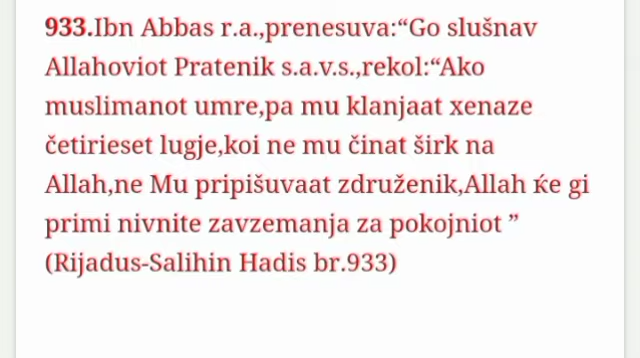 933.Ibn Abbas r.a.,prenesuva:“Go slušnav
Allahoviot Pratenik s.a.v.s.,rekol:“Ako
muslimanot umre,pa mu klanjaat xenaze
četirieset lugje,koi ne mu činat širk na
Allah,ne Mu pripišuvaat združenik,Allah ḱe gi
primi nivnite zavzemanja za pokojniot ”
(Rijadus-Salihin Hadis br.933)